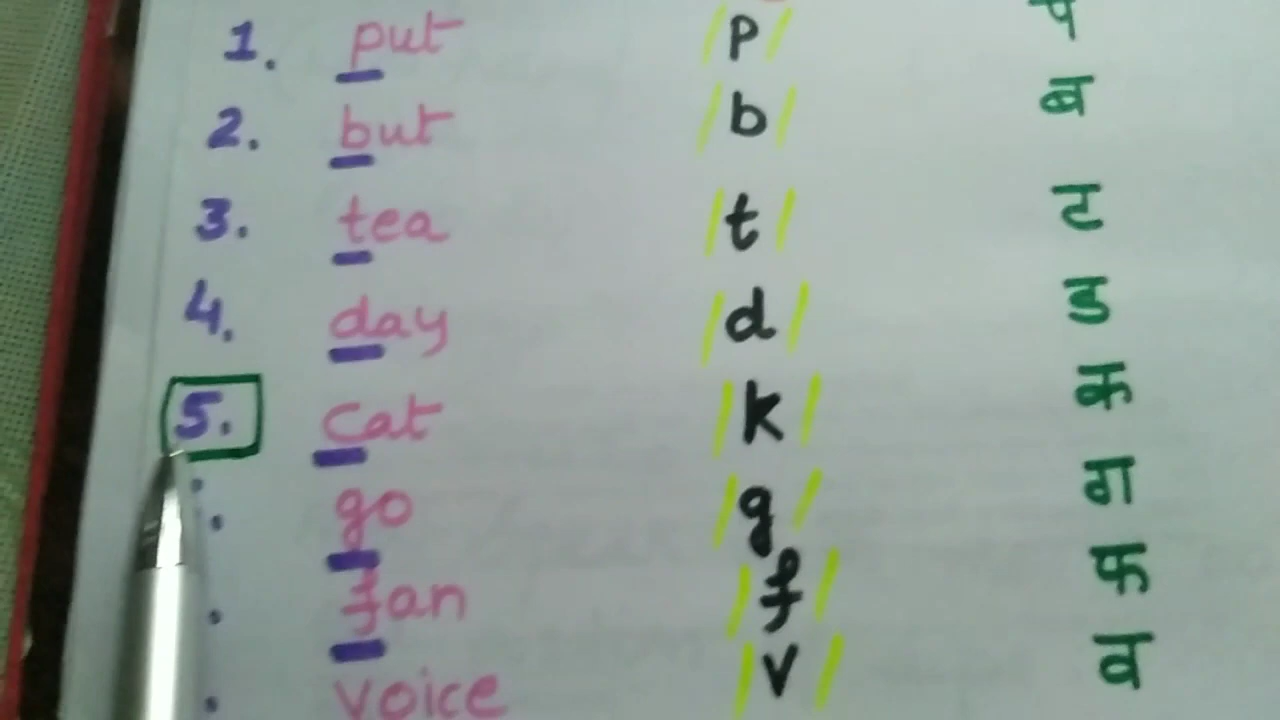 1. put /p/ प
2. but /b/ ब
3. tea /t/ ट
4. day /d/ ड
5. Cat /k/ क
. go /g/ ग
. fan /f/ फ
. voice /v/ व